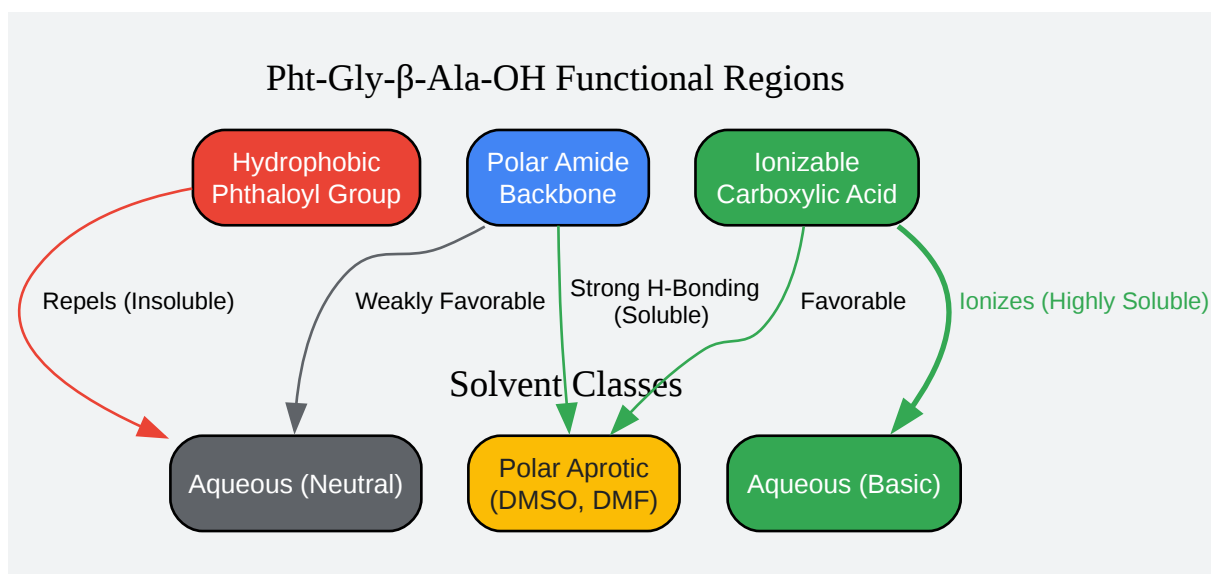 Pht-Gly-β-Ala-OH Functional Regions
Hydrophobic
Phthaloyl Group
Polar Amide
Backbone
Ionizable
Carboxylic Acid
Repels (Insoluble)
Weakly Favorable
Strong H-Bonding
(Soluble)
Favorable
Ionizes (Highly Soluble)
Solvent Classes
Aqueous (Neutral)
Polar Aprotic
(DMSO, DMF)
Aqueous (Basic)